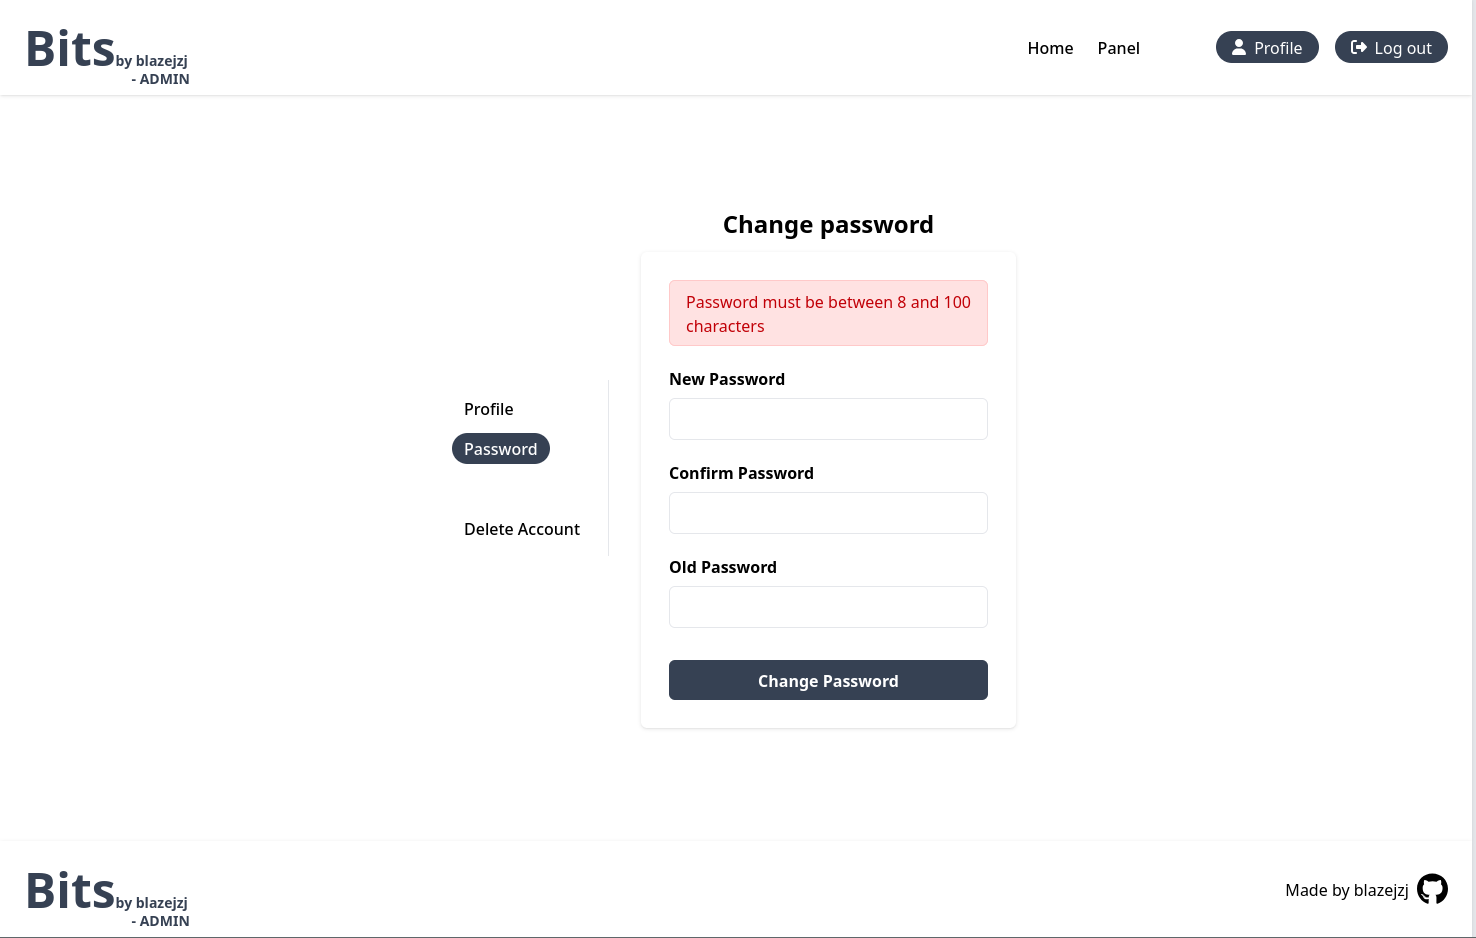 Bits by blazejzj
- ADMIN
Home
Panel
Profile
Log out
Change password
Password must be between 8 and 100
characters
New Password
Confirm Password
Old Password
Change Password
Profile
Password
Delete Account
Bits by blazejzj
- ADMIN
Made by blazejzj